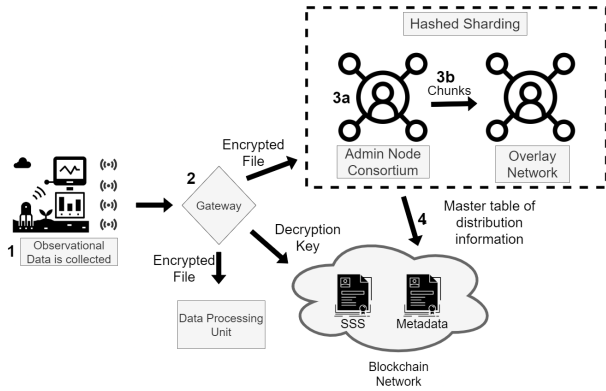 Hashed Sharding
3a
3b
Chunks
Admin Node
Consortium
Overlay
Network
Encrypted
File
2
Gateway
1
Observational
Data is collected
Encrypted
File
Decryption
Key
4
Master table of
distribution
information
Data Processing
Unit
SSS
Metadata
Blockchain
Network